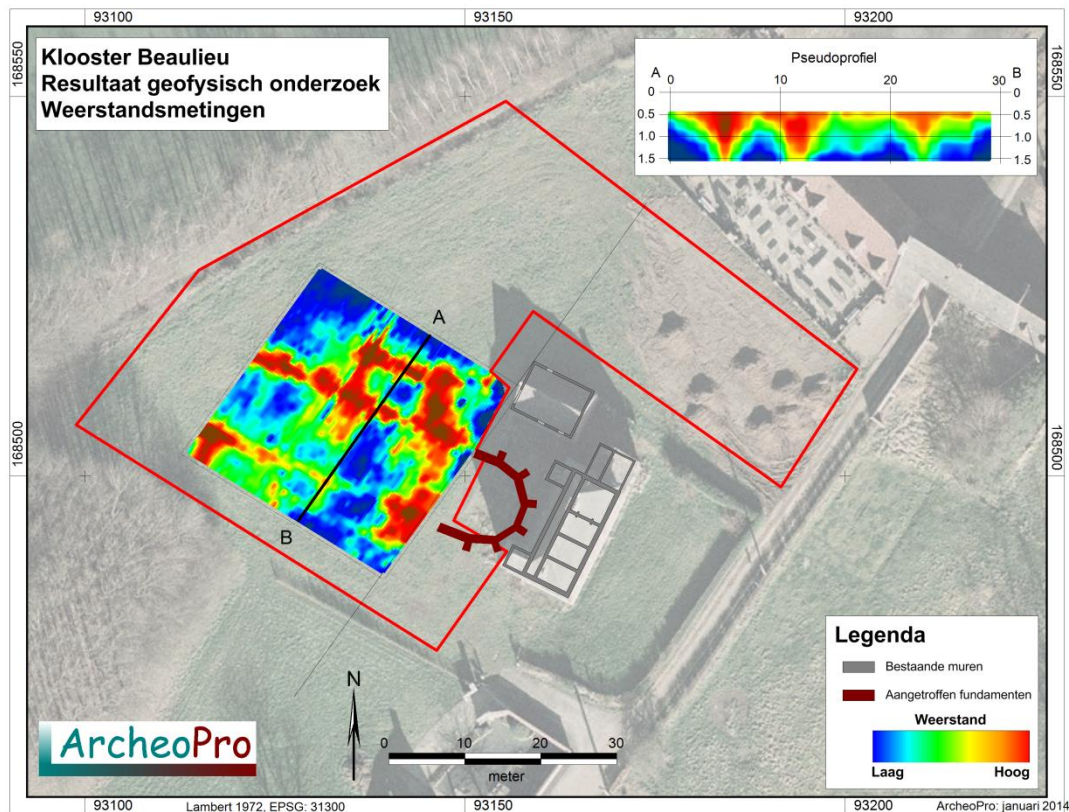 93100 93150 93200
168550
168550
Klooster Beaulieu
Resultaat geofysisch onderzoek
Weerstandsmetingen
Pseudoprofiel
A 0 10 20 30 B
0 0
0.5 0.5
1.0 1.0
1.5 1.5
A
B
168500
168500
Legenda
Bestaande muren
Aangetroffen fundamenten
Weerstand
Laag Hoog
N
0 10 20 30
meter
ArcheoPro
93100 Lambert 1972, EPSG: 31300 93150 93200 ArcheoPro: januari 2014